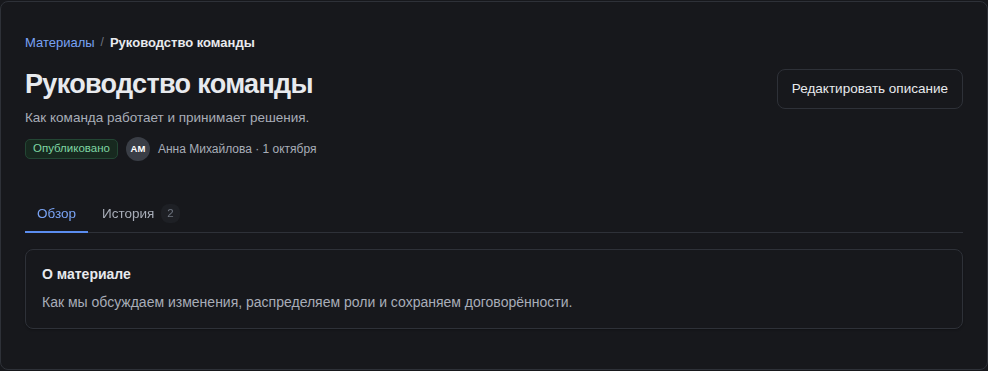 Материалы / Руководство команды
Руководство команды
Редактировать описание
Как команда работает и принимает решения.
Опубликовано АМ Анна Михайлова · 1 октября
Обзор История 2
О материале
Как мы обсуждаем изменения, распределяем роли и сохраняем договорённости.